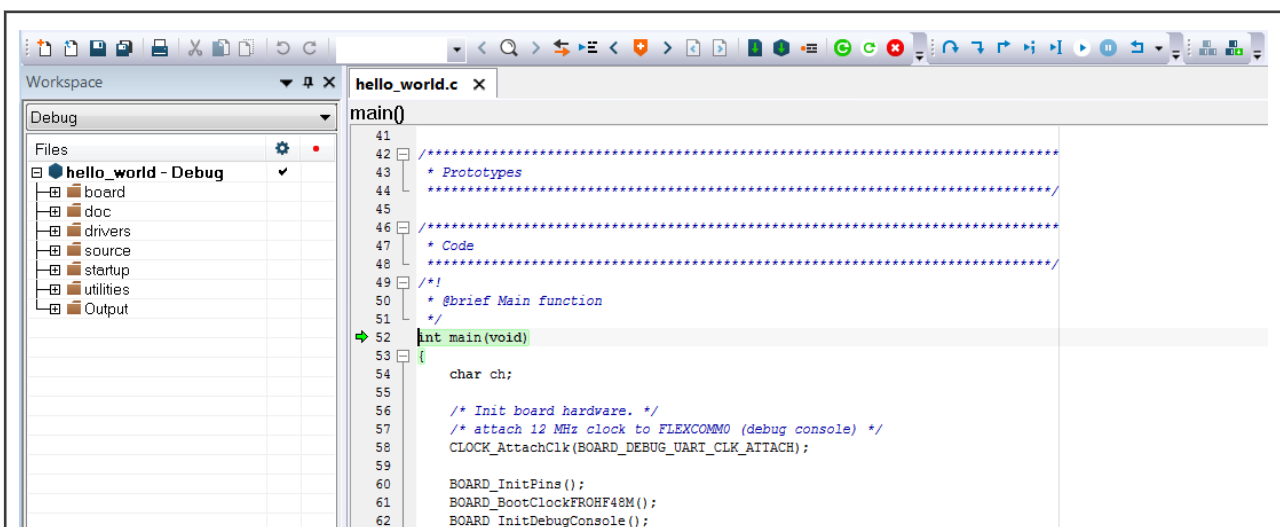 Workspace
Debug
Files
hello_world - Debug
board
doc
drivers
source
startup
utilities
Output
hello_world.c
main()
41
42 /********************************************************************************
43  * Prototypes
44  *******************************************************************************/
45
46 /********************************************************************************
47  * Code
48  *******************************************************************************/
49 /*!
50  * @brief Main function
51  */
52 int main(void)
53 {
54     char ch;
55
56     /* Init board hardware. */
57     /* attach 12 MHz clock to FLEXCOMM0 (debug console) */
58     CLOCK_AttachClk(BOARD_DEBUG_UART_CLK_ATTACH);
59
60     BOARD_InitPins();
61     BOARD_BootClockFROHF48M();
62     BOARD_InitDebugConsole();